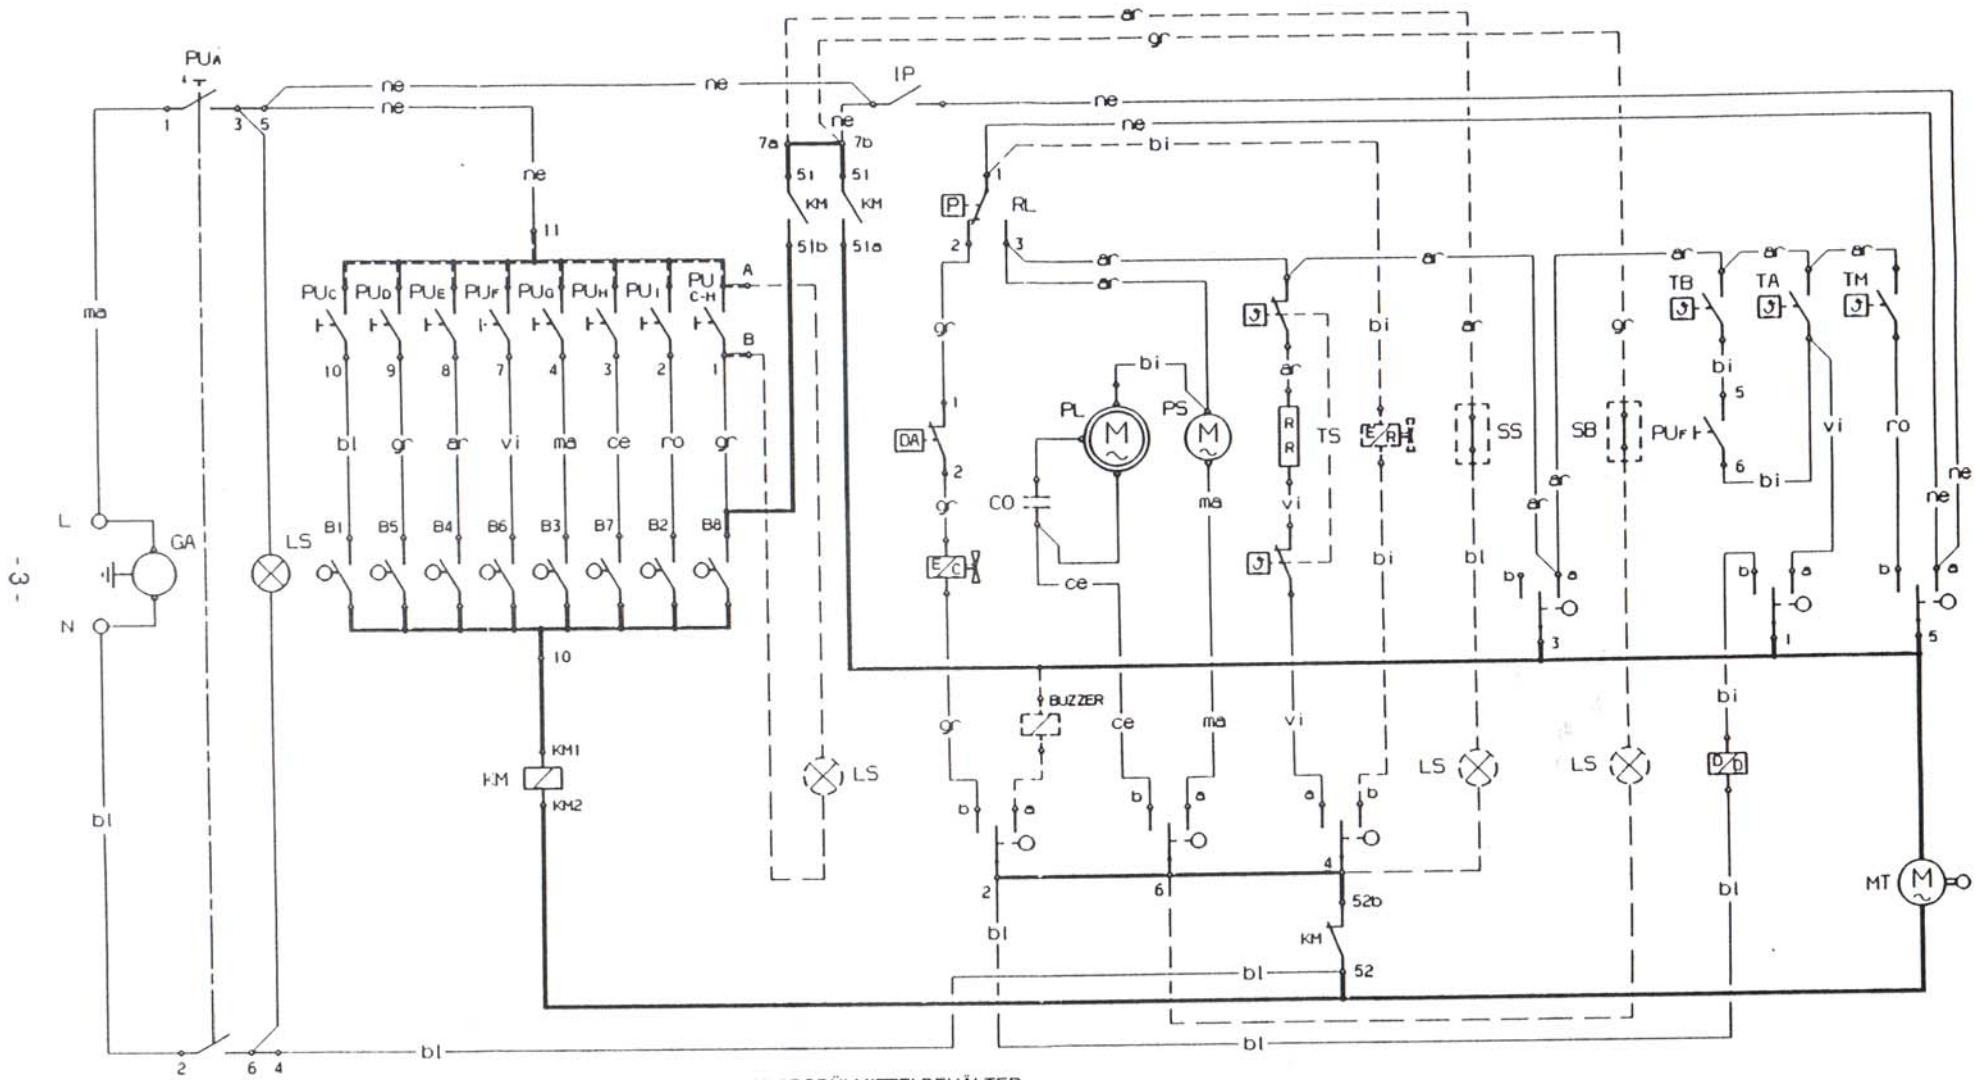 ar
gr
PUA
ne
ne
IP
ne
ne
ne
1
3
5
ne
7a
7b
bi
ne
51
51
1
KM
KM
P
RL
11
51b
51a
2
3
ar
ar
ar
ar
ar
ar
A
PUC
PUD
PUE
PUF
PUG
PUH
PUI
PU
C-H
TB
TA
TM
ma
gr
bi
ar
gr
B
10
9
8
7
4
3
2
1
bi
ar
bi
5
1
PL
PS
bl
gr
ar
vi
ma
ce
ro
gr
DA
M
M
R
R
TS
E
R
SS
SB
PUF
vi
ro
2
6
bi
ne
ne
gr
CO
ma
vi
ar
ar
L
GA
LS
B1
B5
B4
B6
B3
B7
B2
B8
E
C
ce
bi
bl
b
a
b
a
b
a
-3-
N
10
3
1
5
BUZZER
gr
ce
ma
vi
bi
KM1
KM
KM2
LS
LS
LS
D
D
bl
b
a
b
a
a
b
4
2
6
52b
MT
M
bl
bl
KM
52
bl
bl
bl
2
6
4